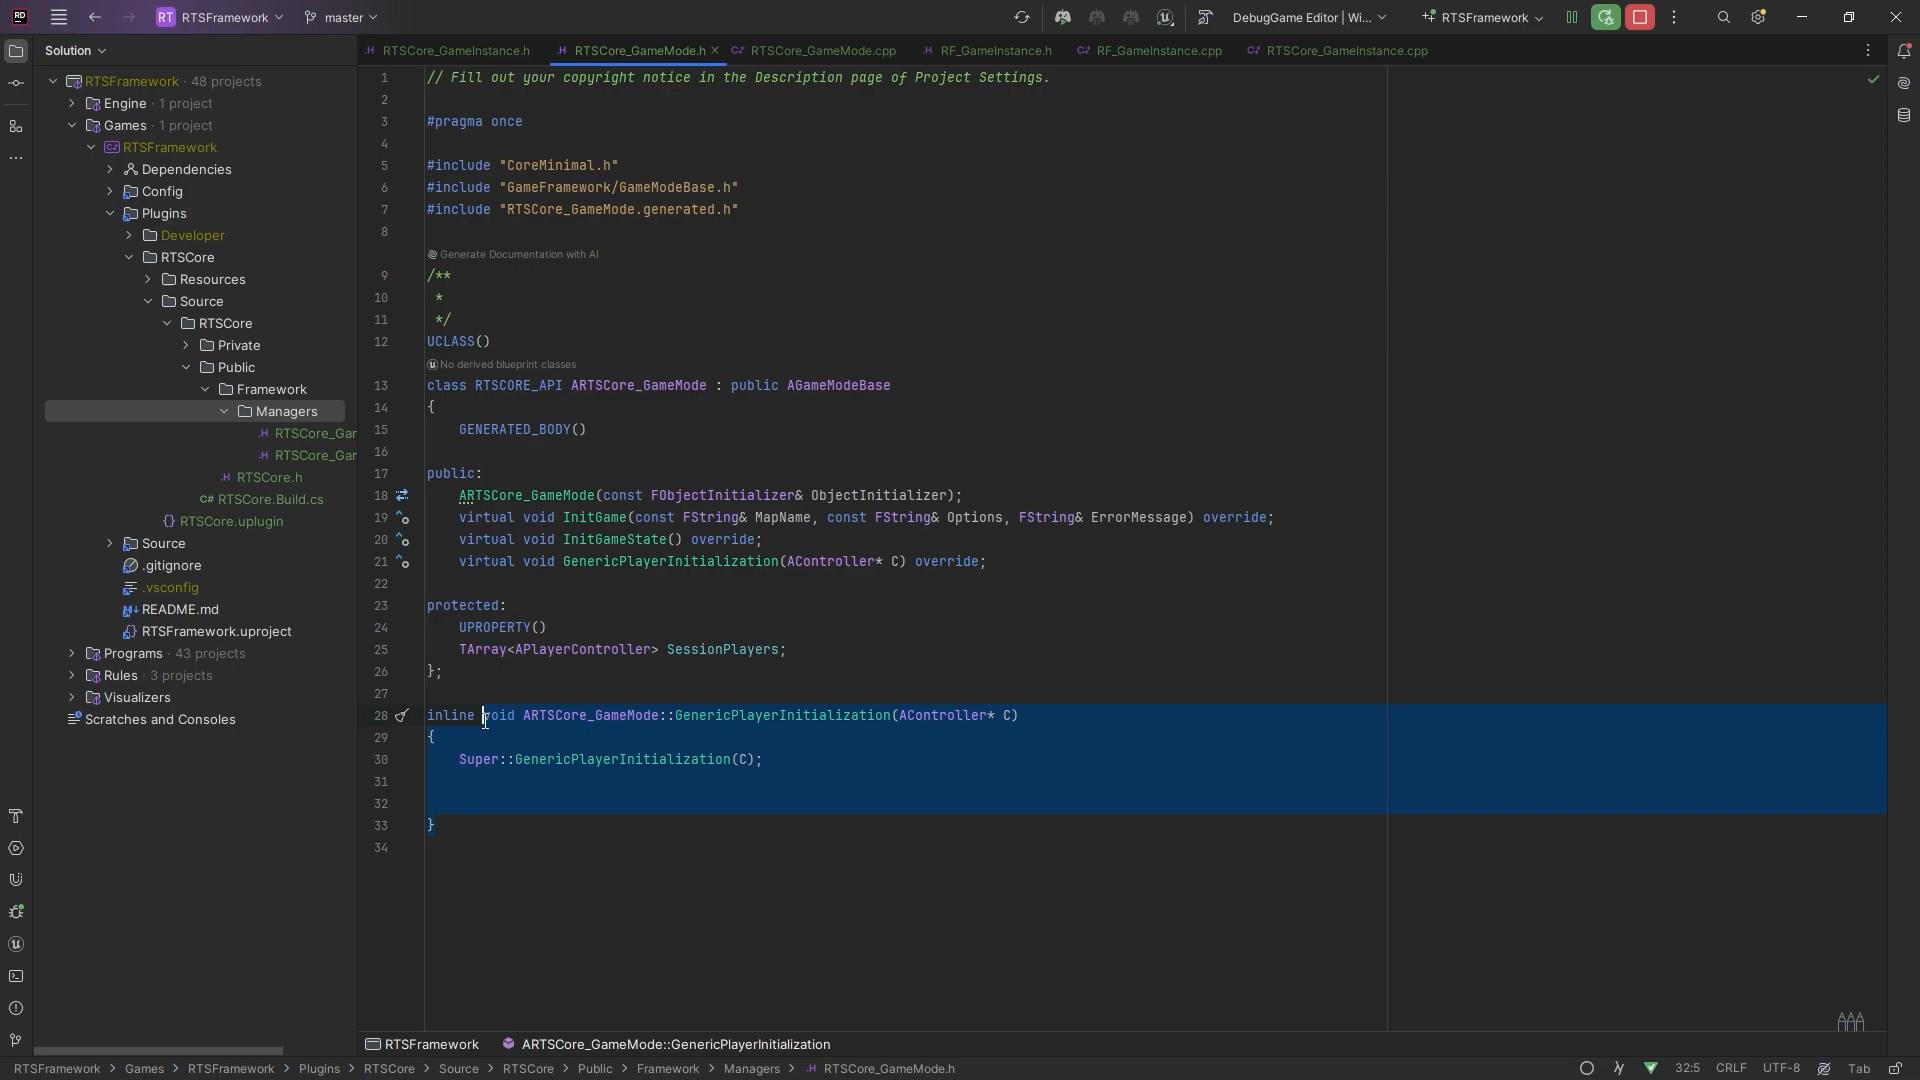 RD
RT RTSFramework
master
DebugGame Editor | Wi...
RTSFramework
Solution
RTSCore_GameInstance.h
RTSCore_GameMode.h
RTSCore_GameMode.cpp
RF_GameInstance.h
RF_GameInstance.cpp
RTSCore_GameInstance.cpp
RTSFramework · 48 projects
Engine · 1 project
Games · 1 project
RTSFramework
Dependencies
Config
Plugins
Developer
RTSCore
Resources
Source
RTSCore
Private
Public
Framework
Managers
RTSCore_Gar
RTSCore_Gar
RTSCore.h
C# RTSCore.Build.cs
RTSCore.uplugin
Source
.gitignore
.vsconfig
README.md
RTSFramework.uproject
Programs · 43 projects
Rules · 3 projects
Visualizers
Scratches and Consoles
1 // Fill out your copyright notice in the Description page of Project Settings.
2
3 #pragma once
4
5 #include "CoreMinimal.h"
6 #include "GameFramework/GameModeBase.h"
7 #include "RTSCore_GameMode.generated.h"
8
Generate Documentation with AI
9 /**
10 *
11 */
12 UCLASS()
No derived blueprint classes
13 class RTSCORE_API ARTSCore_GameMode : public AGameModeBase
14 {
15 GENERATED_BODY()
16
17 public:
18 ARTSCore_GameMode(const FObjectInitializer& ObjectInitializer);
19 virtual void InitGame(const FString& MapName, const FString& Options, FString& ErrorMessage) override;
20 virtual void InitGameState() override;
21 virtual void GenericPlayerInitialization(AController* C) override;
22
23 protected:
24 UPROPERTY()
25 TArray<APlayerController> SessionPlayers;
26 };
27
28 inline void ARTSCore_GameMode::GenericPlayerInitialization(AController* C)
29 {
30 Super::GenericPlayerInitialization(C);
31
32
33 }
34
RTSFramework ARTSCore_GameMode::GenericPlayerInitialization
RTSFramework > Games > RTSFramework > Plugins > RTSCore > Source > RTSCore > Public > Framework > Managers > RTSCore_GameMode.h
32:5 CRLF UTF-8 Tab